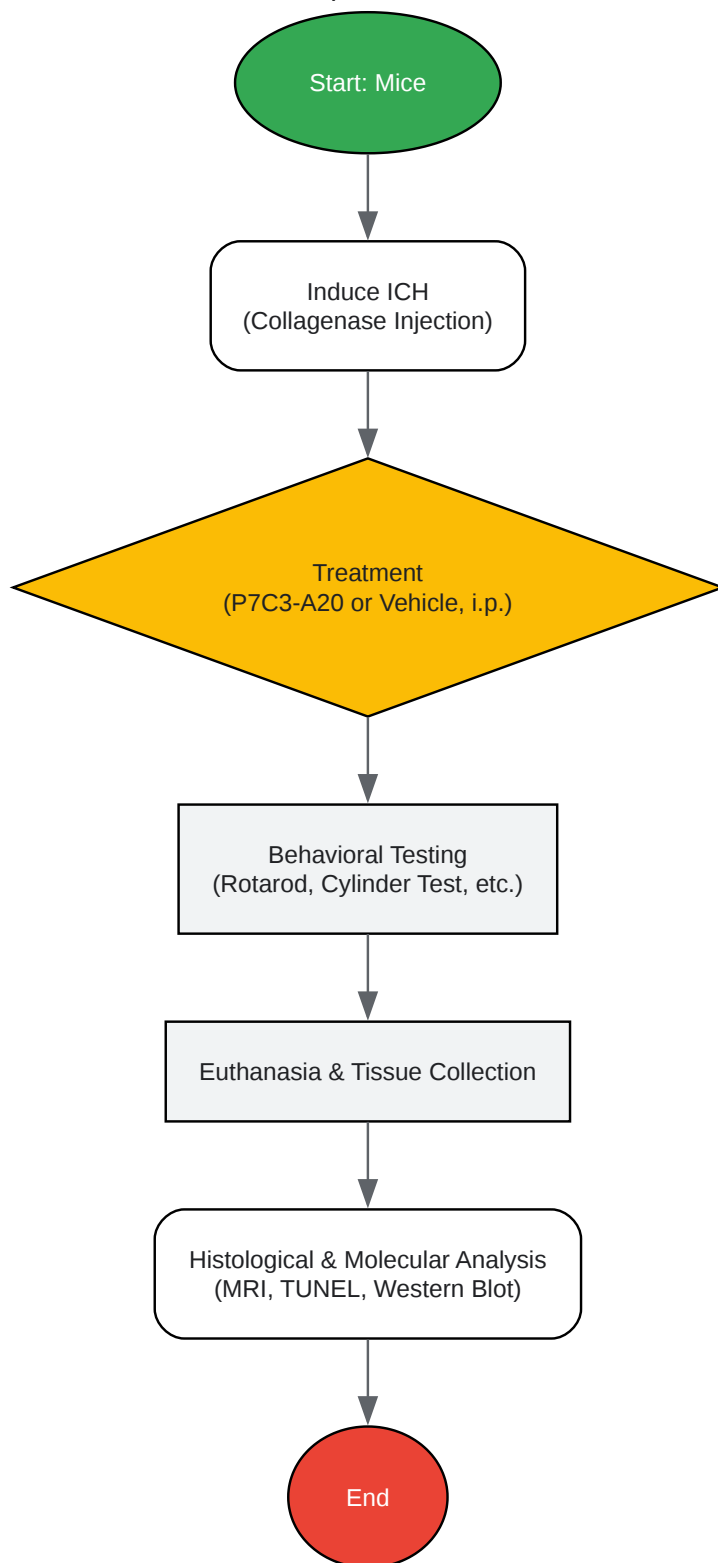 Start: Mice
Induce ICH
(Collagenase Injection)
Treatment
(P7C3-A20 or Vehicle, i.p.)
Behavioral Testing
(Rotarod, Cylinder Test, etc.)
Euthanasia & Tissue Collection
Histological & Molecular Analysis
(MRI, TUNEL, Western Blot)
End